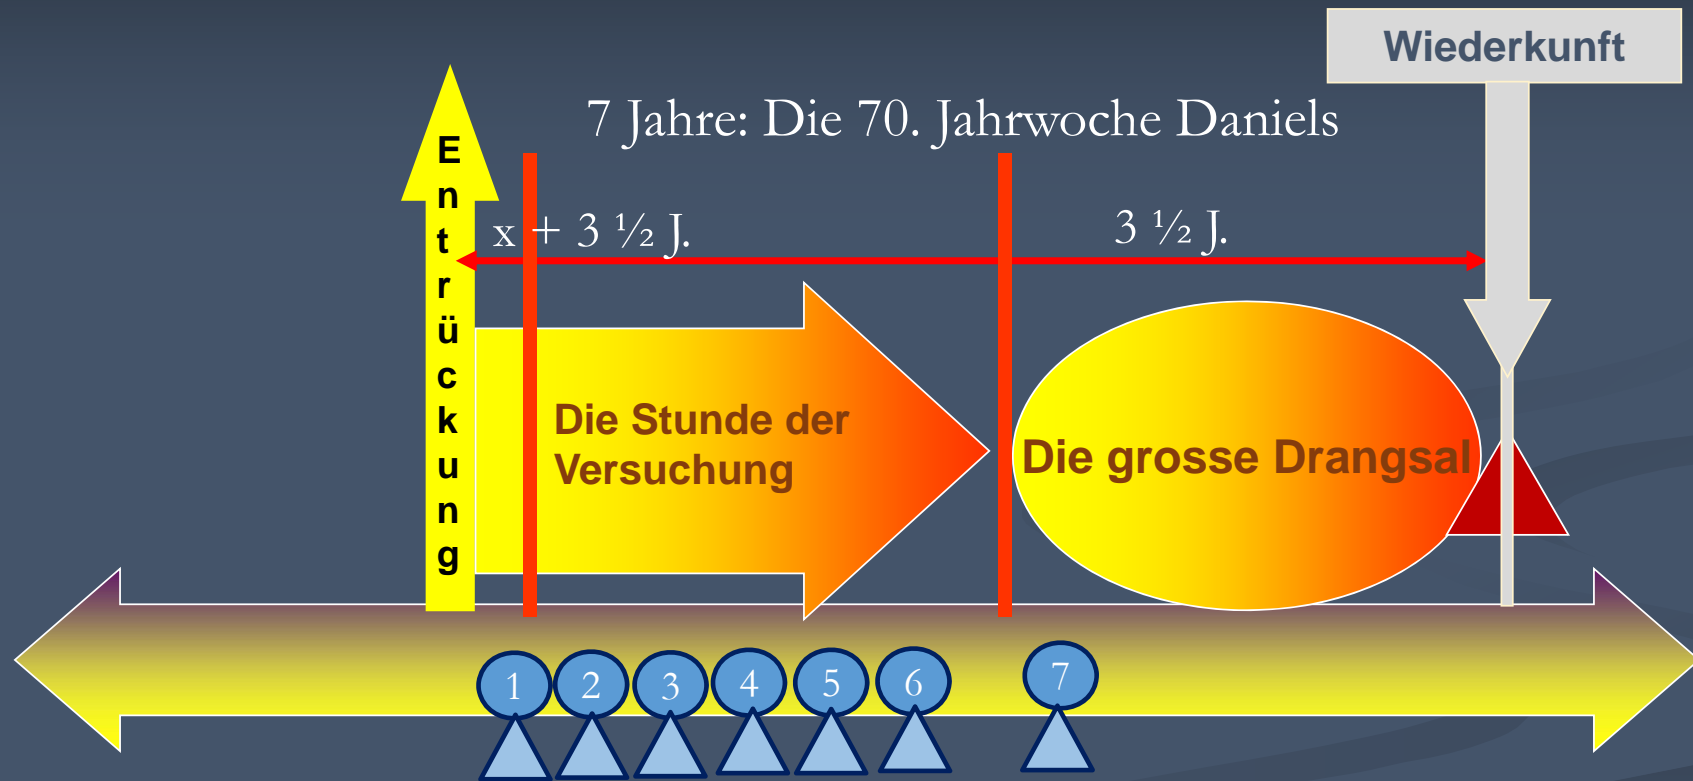 Wiederkunft
7 Jahre: Die 70. Jahrwoche Daniels
Entrückung
x + 3 ½ J.
3 ½ J.
Die Stunde der
Versuchung
Die grosse Drangsal
1 2 3 4 5 6 7